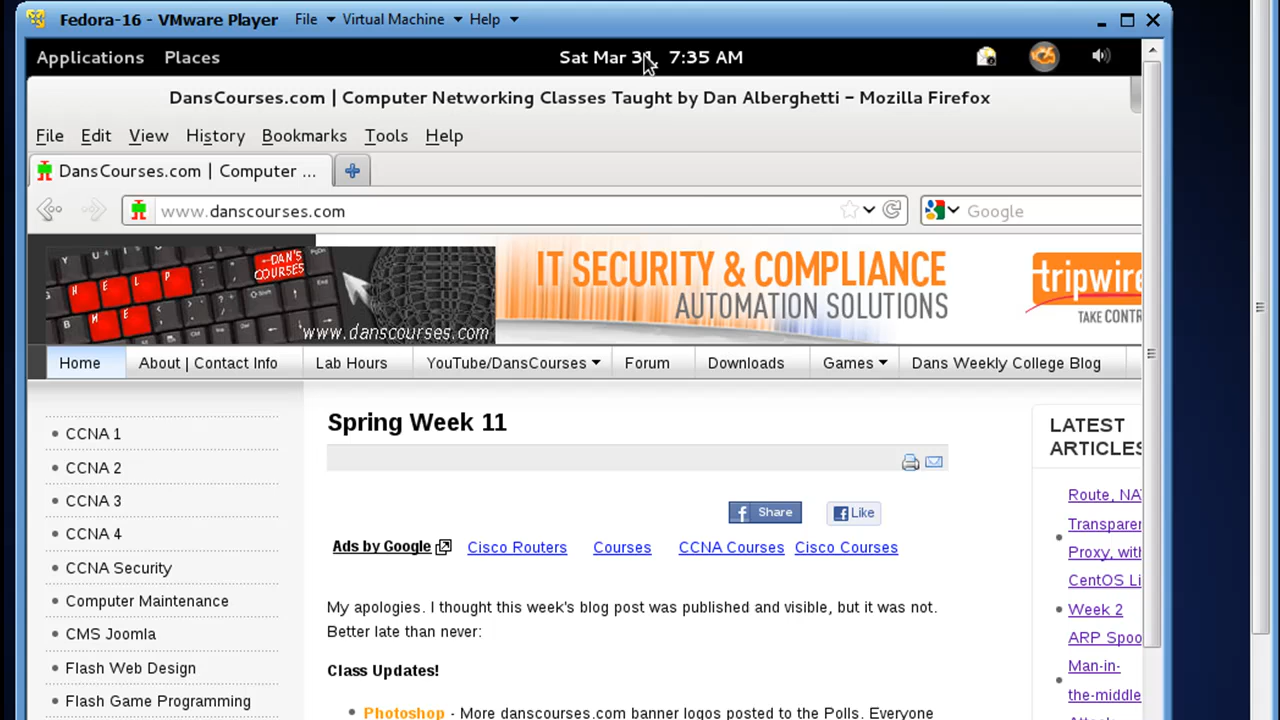 Fedora-16 - VMware Player File Virtual Machine Help
Applications Places Sat Mar 31, 7:35 AM
DansCourses.com | Computer Networking Classes Taught by Dan Alberghetti – Mozilla Firefox
File Edit View History Bookmarks Tools Help
DansCourses.com | Computer ...
www.danscourses.com Google
←DAN'S
COURSES
HELP
ME
www.danscourses.com
IT SECURITY & COMPLIANCE
AUTOMATION SOLUTIONS
tripwire
TAKE CONTR
Home About | Contact Info Lab Hours YouTube/DansCourses Forum Downloads Games Dans Weekly College Blog
CCNA 1
CCNA 2
CCNA 3
CCNA 4
CCNA Security
Computer Maintenance
CMS Joomla
Flash Web Design
Flash Game Programming
Spring Week 11
Share Like
Ads by Google Cisco Routers Courses CCNA Courses Cisco Courses
My apologies. I thought this week's blog post was published and visible, but it was not.
Better late than never:
Class Updates!
Photoshop - More danscourses.com banner logos posted to the Polls. Everyone
LATEST
ARTICLES
Route, NA
Transparen
Proxy, with
CentOS Li
Week 2
ARP Spoo
Man-in-
the-middle